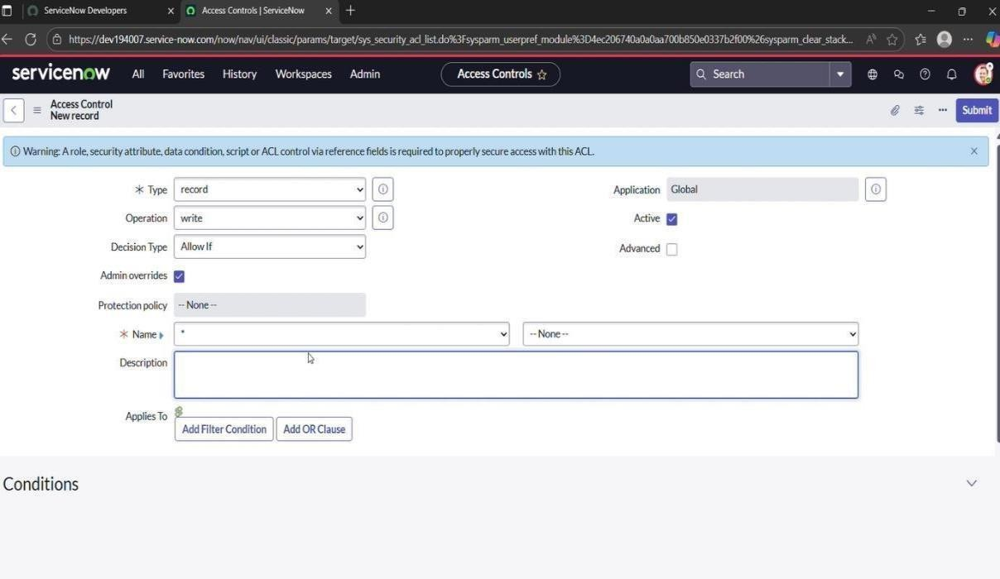 ServiceNow Developers
Access Controls | ServiceNow
https://dev194007.service-now.com/now/nav/ui/classic/params/target/sys_security_acl_list.do%3Fsysparm_userpref_module%3D4ec206740a0a0aa700b850e0337b2f00%26sysparm_clear_stack...
servicenow All Favorites History Workspaces Admin Access Controls Search
Access Control
New record
Submit
Warning: A role, security attribute, data condition, script or ACL control via reference fields is required to properly secure access with this ACL.
* Type record Application Global
Operation write Active
Decision Type Allow If Advanced
Admin overrides
Protection policy -- None --
* Name * -- None --
Description
Applies To
Add Filter Condition Add OR Clause
Conditions